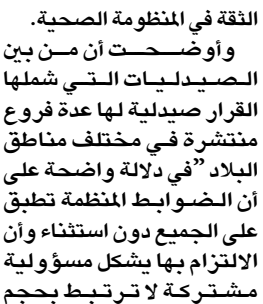 الثقة في المنظومة الصحية.
وأوضحت أن من بين
الصيدليات التي شملها
القرار صيدلية لها عدة فروع
منتشرة في مختلف مناطق
البلاد "في دلالة واضحة على
أن الضوابط المنظمة تطبق
على الجميع دون استثناء وأن
الالتزام بها يشكل مسؤولية
مشتركة لا ترتبط بحجم